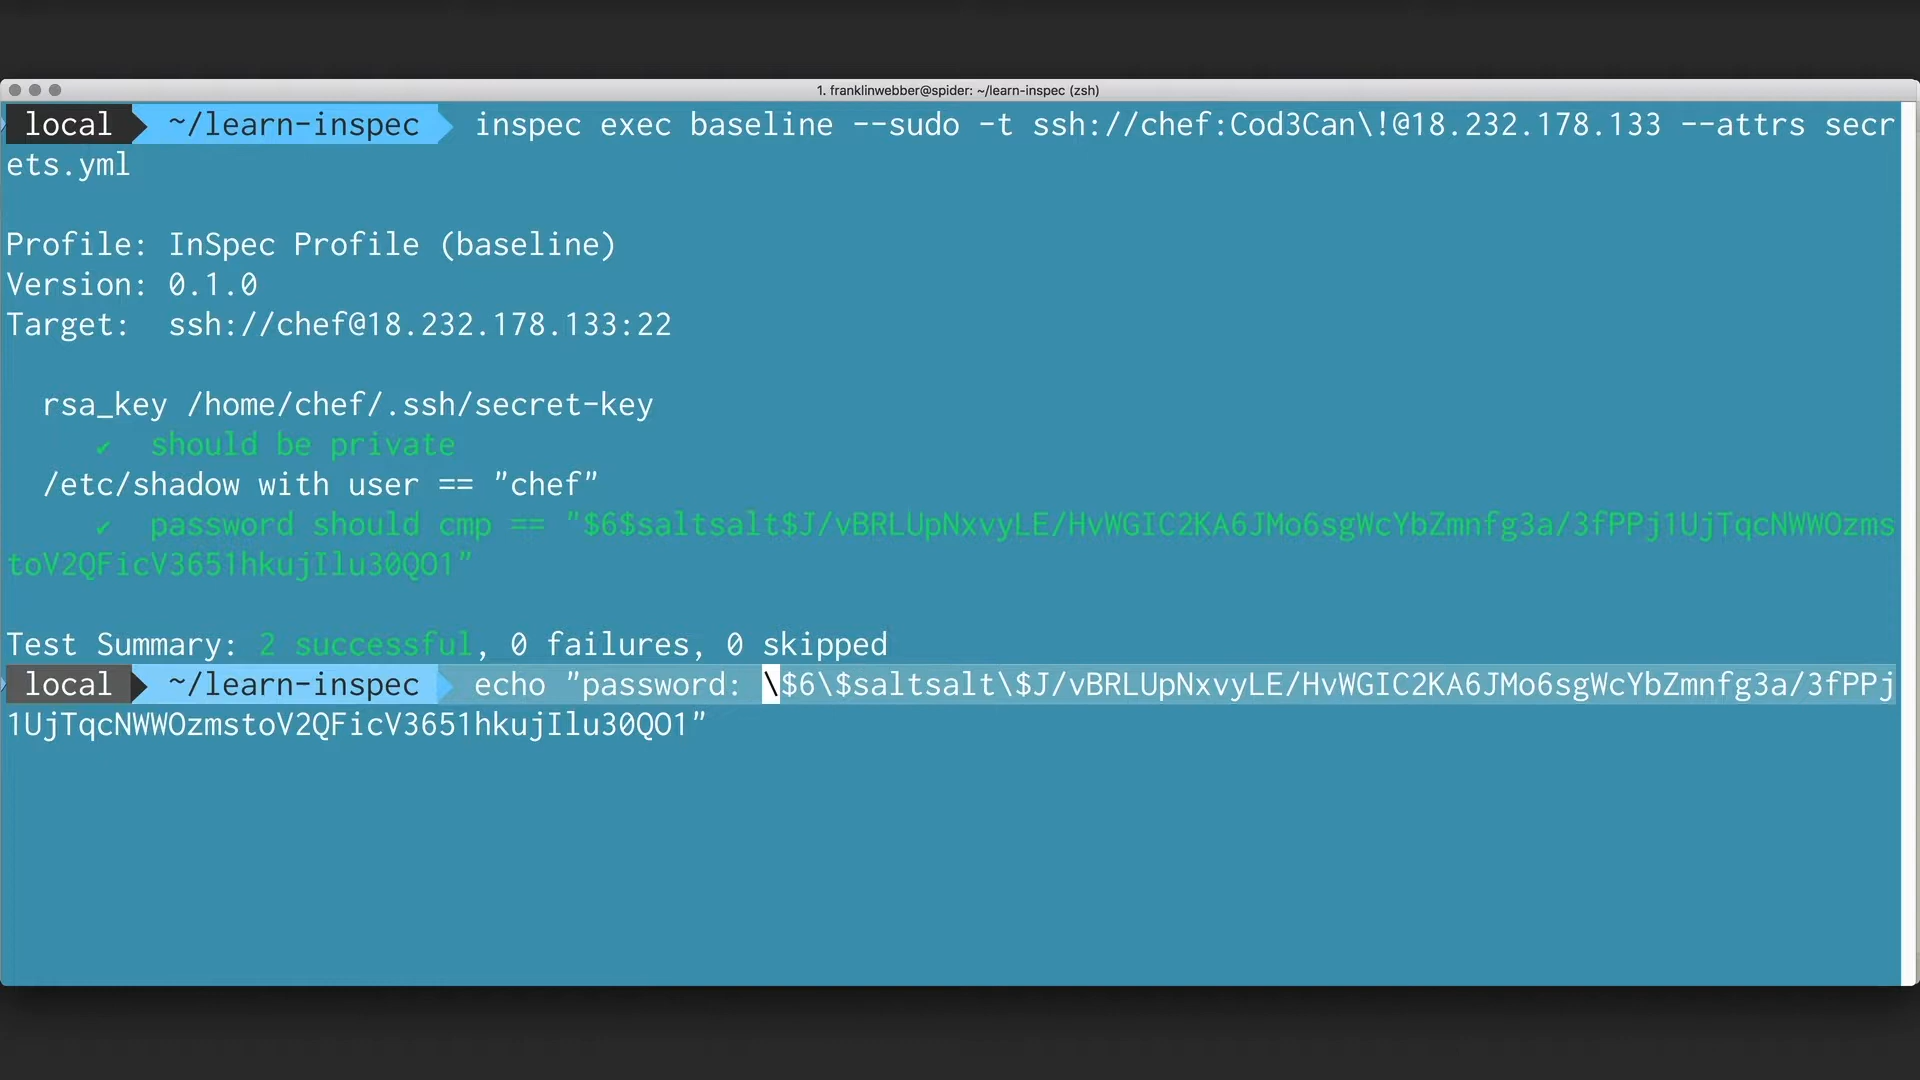 1. franklinwebber@spider: ~/learn-inspec (zsh)
local ~/learn-inspec inspec exec baseline --sudo -t ssh://chef:Cod3Can\!@18.232.178.133 --attrs secr
ets.yml
Profile: InSpec Profile (baseline)
Version: 0.1.0
Target:  ssh://chef@18.232.178.133:22
rsa_key /home/chef/.ssh/secret-key
✔ should be private
/etc/shadow with user == "chef"
✔ password should cmp == "$6$saltsalt$J/vBRLUpNxvyLE/HvWGIC2KA6JMo6sgWcYbZmnfg3a/3fPPj1UjTqcNWWOzms
toV2QFicV3651hkujIlu30QO1"
Test Summary: 2 successful, 0 failures, 0 skipped
local ~/learn-inspec echo "password: \$6\$saltsalt\$J/vBRLUpNxvyLE/HvWGIC2KA6JMo6sgWcYbZmnfg3a/3fPPj
1UjTqcNWWOzmstoV2QFicV3651hkujIlu30QO1"